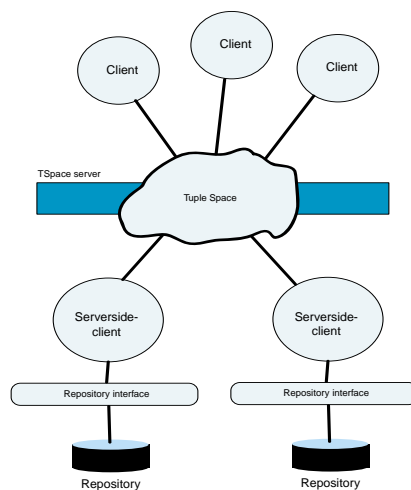 Client
Client
Client
TSpace server
Tuple Space
Serverside-
client
Serverside-
client
Repository interface
Repository interface
Repository
Repository